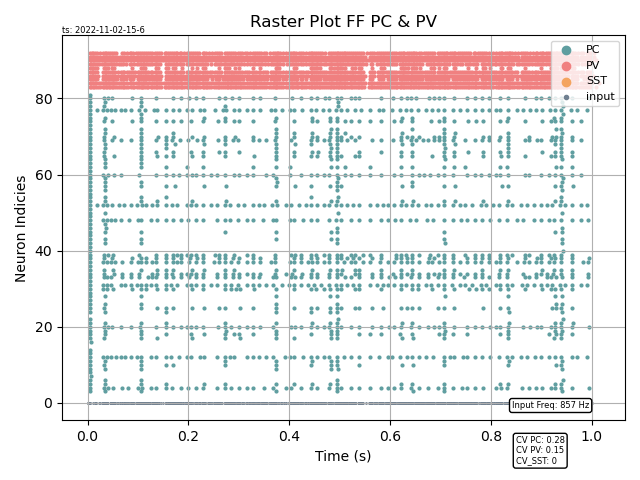 Raster Plot FF PC & PV
ts: 2022-11-02-15-6
PC
PV
SST
input
80
60
40
20
0
Neuron Indicies
Input Freq: 857 Hz
0.0 0.2 0.4 0.6 0.8 1.0
Time (s)
CV PC: 0.28
CV PV: 0.15
CV_SST: 0